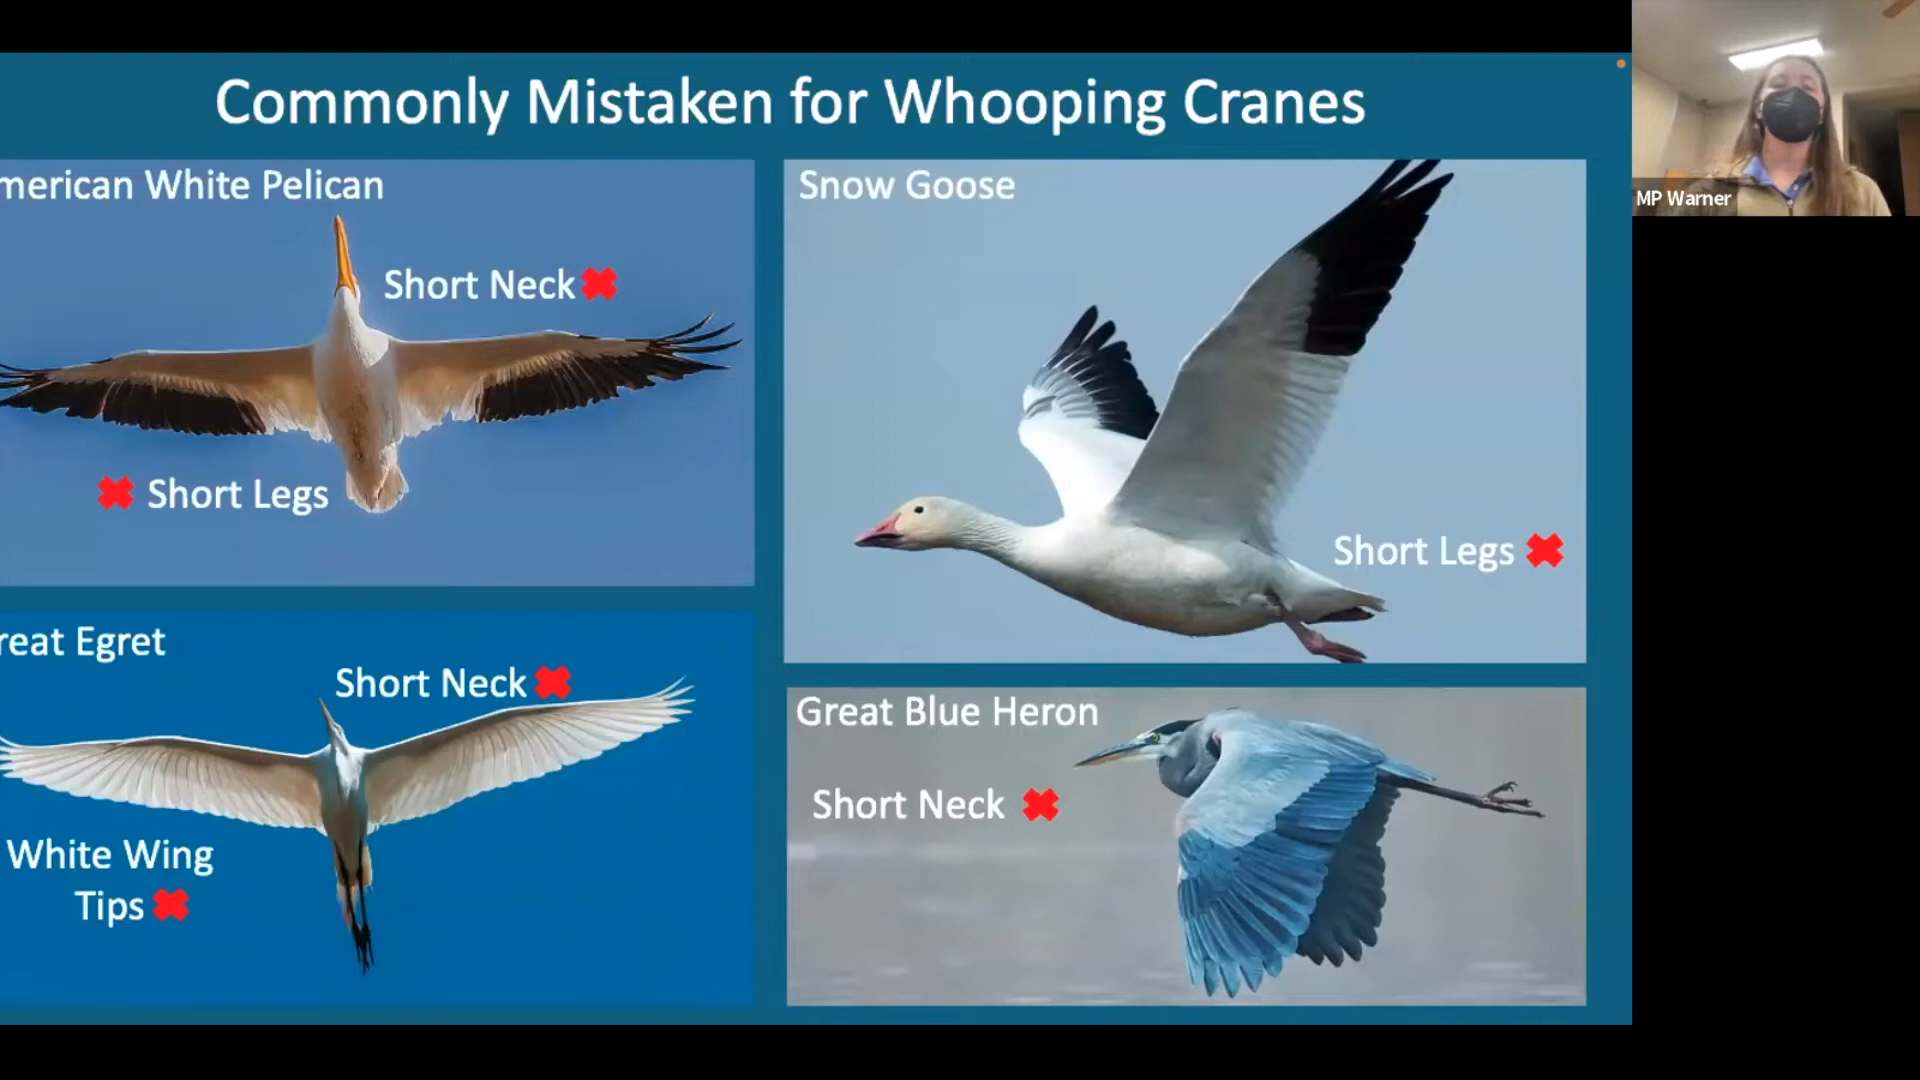 Commonly Mistaken for Whooping Cranes
merican White Pelican
Short Neck
Short Legs
Snow Goose
Short Legs
reat Egret
Short Neck
White Wing
Tips
Great Blue Heron
Short Neck
MP Warner